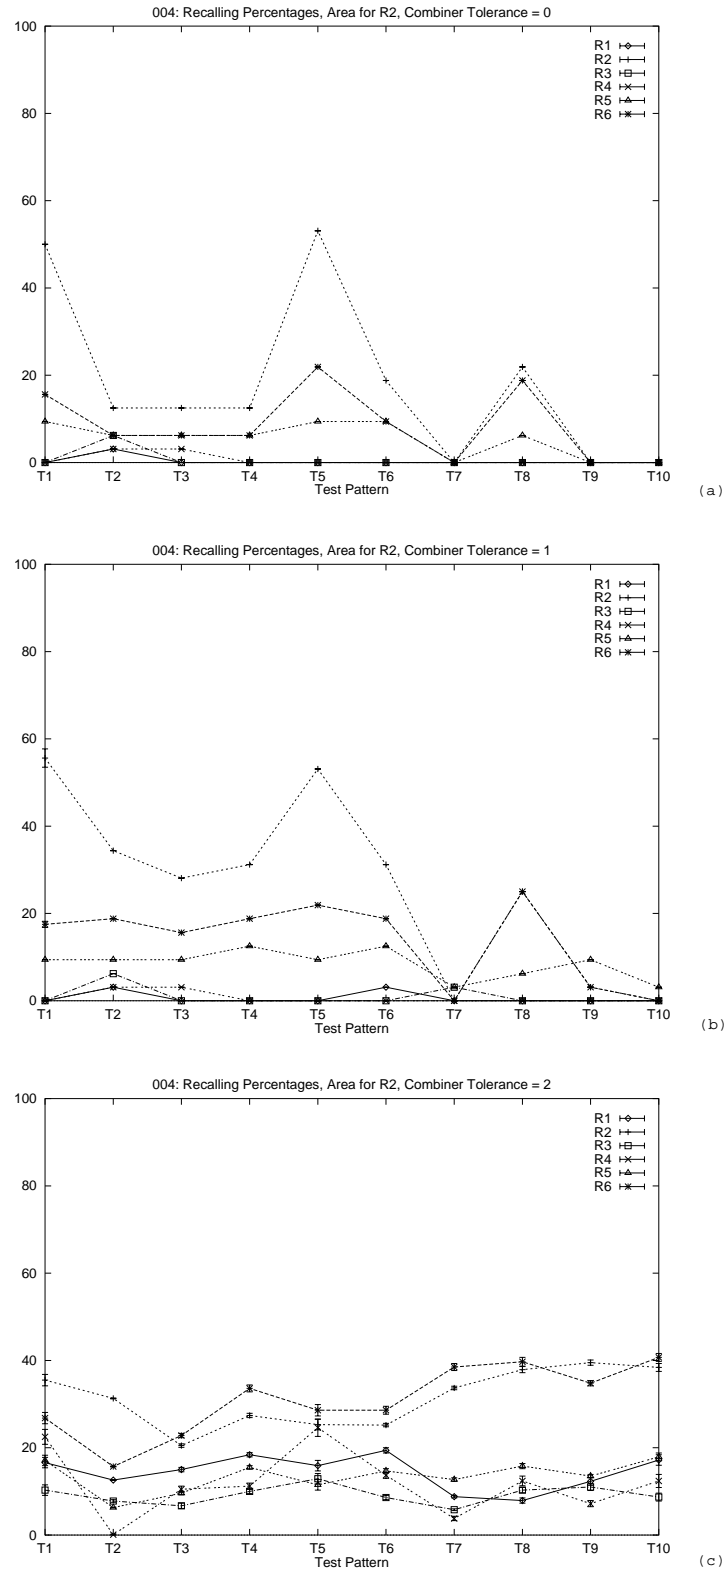 004: Recalling Percentages, Area for R2, Combiner Tolerance = 0
100
80
60
40
20
0
R1
R2
R3
R4
R5
R6
T1 T2 T3 T4 T5 T6 T7 T8 T9 T10
Test Pattern
(a)
004: Recalling Percentages, Area for R2, Combiner Tolerance = 1
100
80
60
40
20
0
R1
R2
R3
R4
R5
R6
T1 T2 T3 T4 T5 T6 T7 T8 T9 T10
Test Pattern
(b)
004: Recalling Percentages, Area for R2, Combiner Tolerance = 2
100
80
60
40
20
0
R1
R2
R3
R4
R5
R6
T1 T2 T3 T4 T5 T6 T7 T8 T9 T10
Test Pattern
(c)